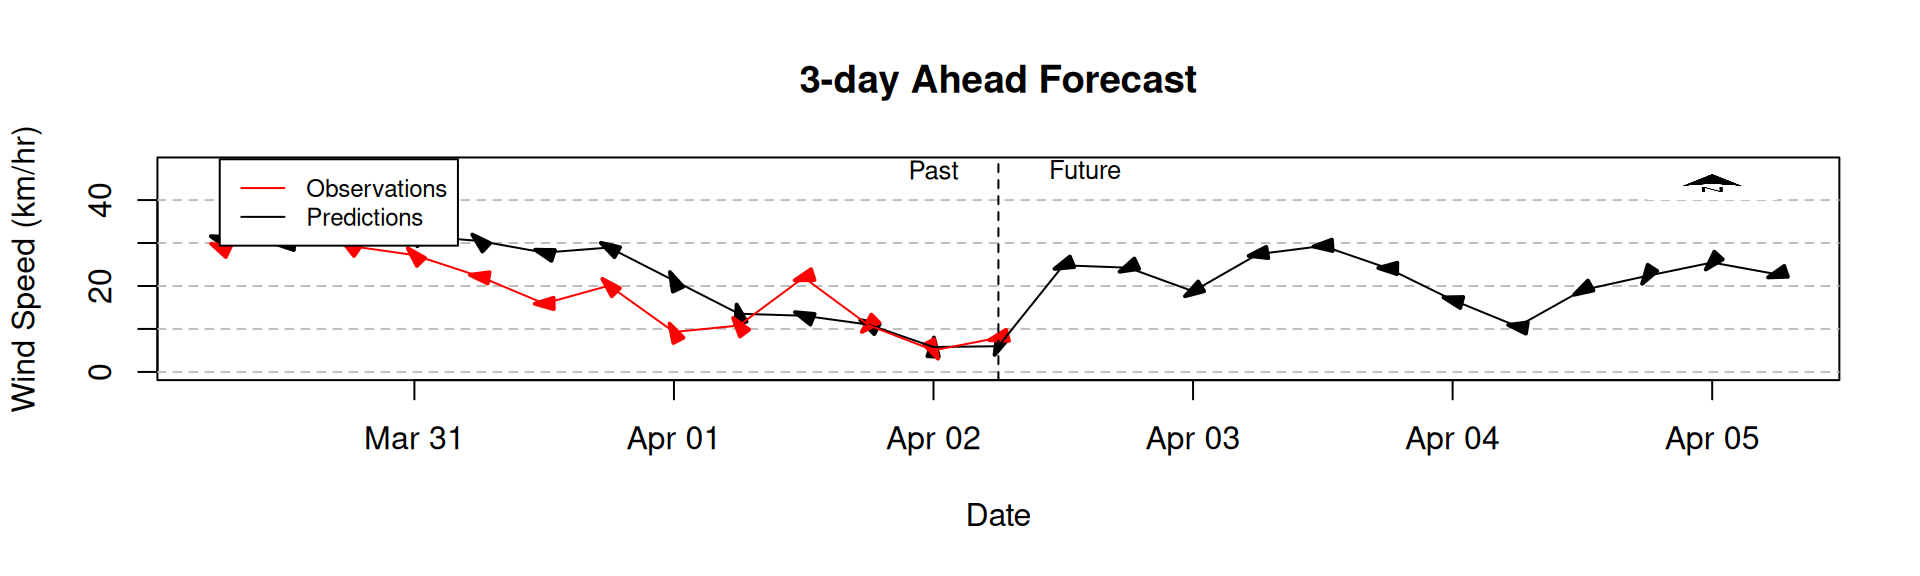 3-day Ahead Forecast
Wind Speed (km/hr)
40
20
0
Observations
Predictions
Past
Future
N
Mar 31
Apr 01
Apr 02
Apr 03
Apr 04
Apr 05
Date